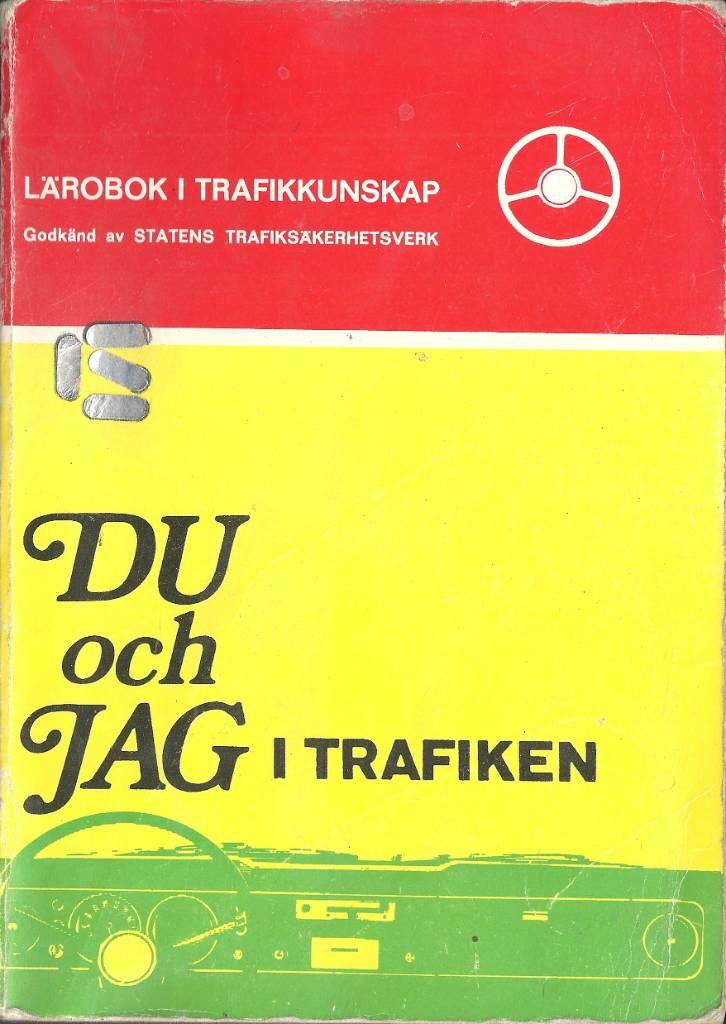 LÄROBOK I TRAFIKKUNSKAP
Godkänd av STATENS TRAFIKSÄKERHETSVERK
DU
och
JAG I TRAFIKEN